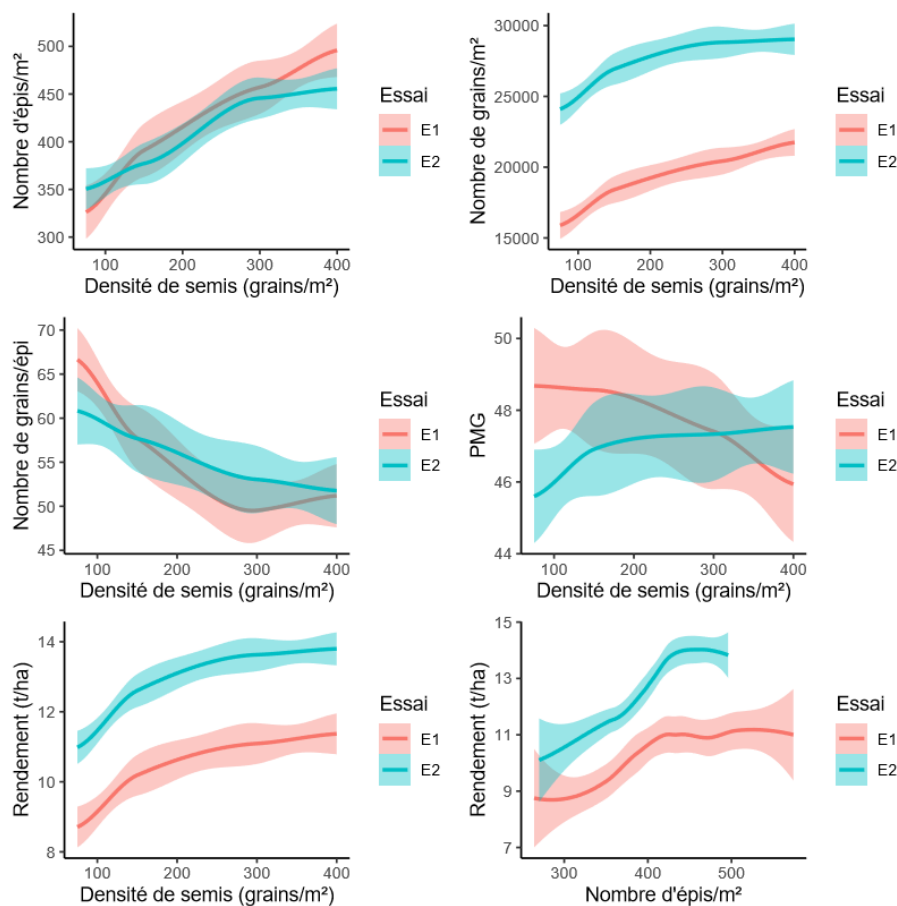 Nombre d'épis/m²
500
450
400
350
300
100
200
300
400
Densité de semis (grains/m²)
Essai
E1
E2
Nombre de grains/m²
30000
25000
20000
15000
100
200
300
400
Densité de semis (grains/m²)
Essai
E1
E2
Nombre de grains/épi
70
65
60
55
50
45
100
200
300
400
Densité de semis (grains/m²)
Essai
E1
E2
PMG
50
48
46
44
100
200
300
400
Densité de semis (grains/m²)
Essai
E1
E2
Rendement (t/ha)
14
12
10
8
100
200
300
400
Densité de semis (grains/m²)
Essai
E1
E2
Rendement (t/ha)
15
13
11
9
7
300
400
500
Nombre d'épis/m²
Essai
E1
E2